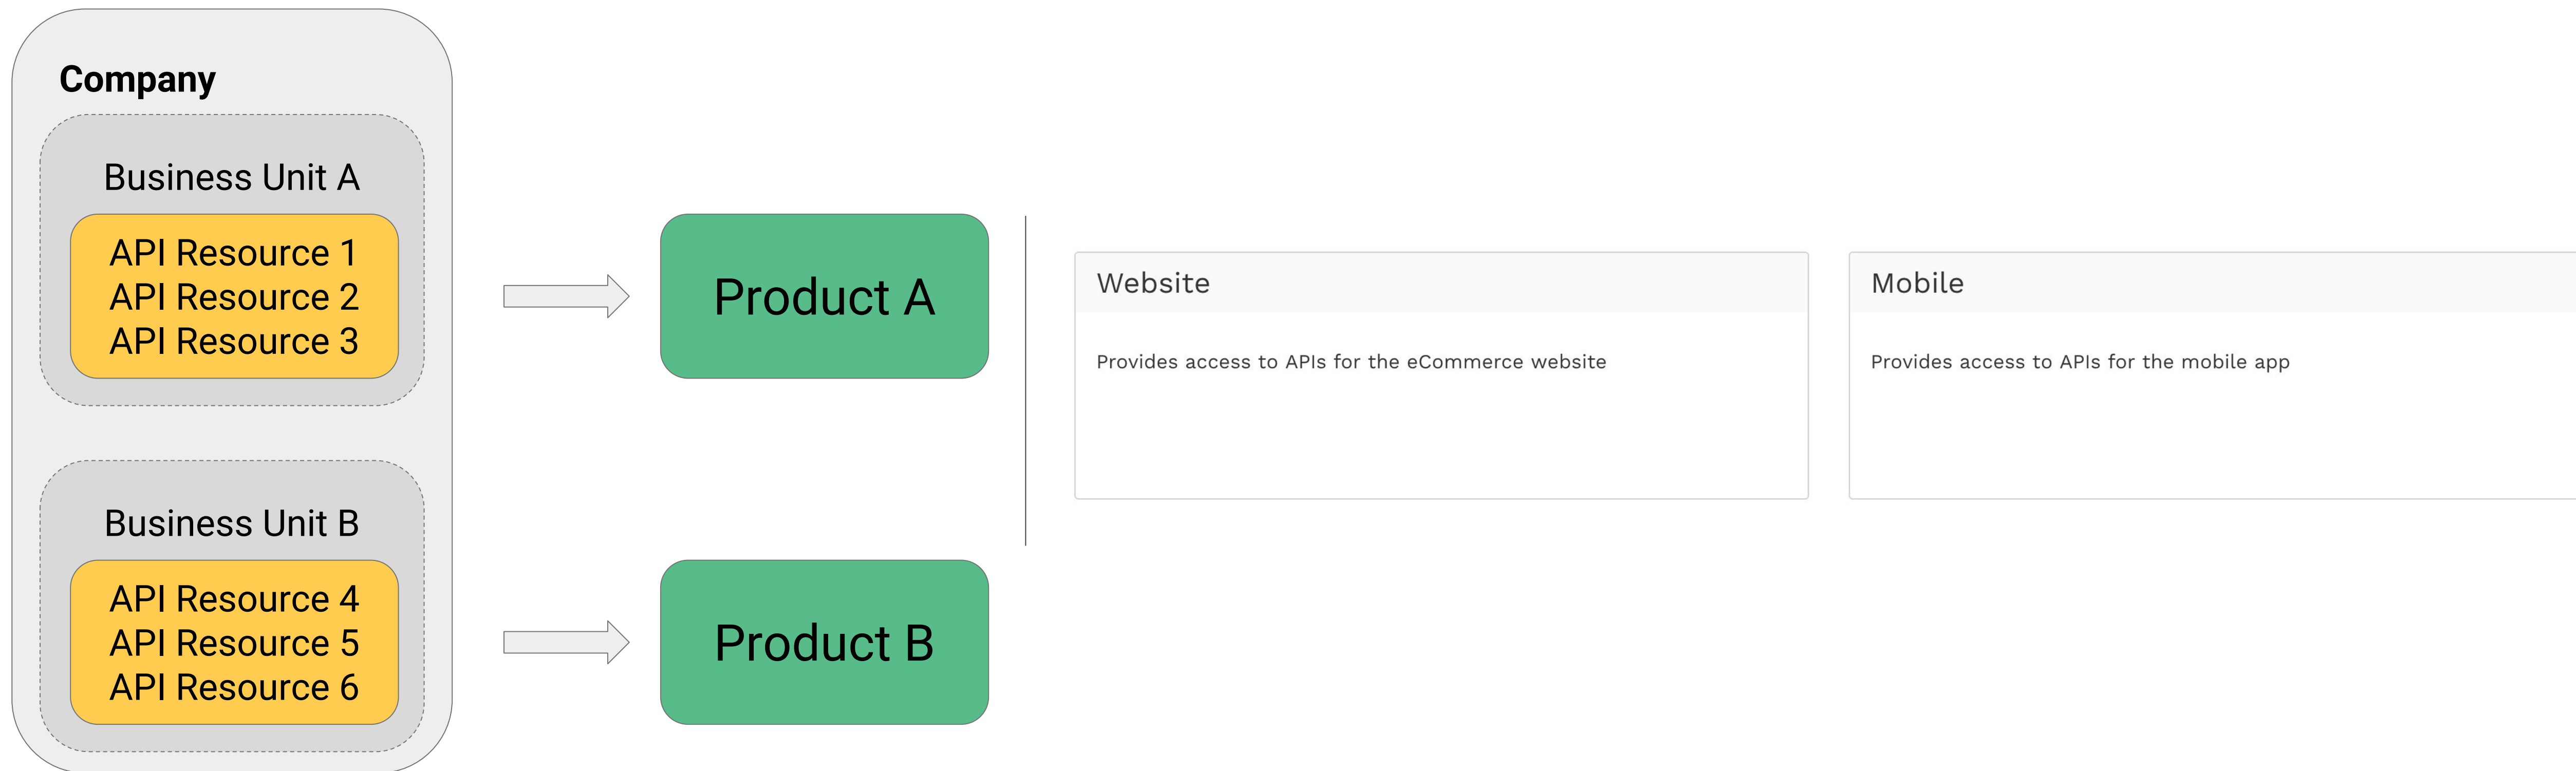 Company
Business Unit A
API Resource 1
API Resource 2
API Resource 3
Product A
Business Unit B
API Resource 4
API Resource 5
API Resource 6
Product B
Website
Provides access to APIs for the eCommerce website
Mobile
Provides access to APIs for the mobile app